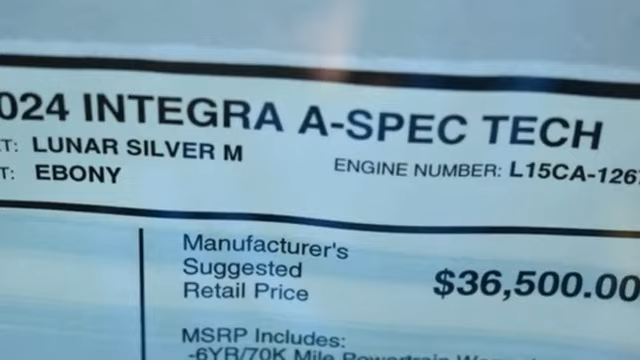 024 INTEGRA A-SPEC TECH
T: LUNAR SILVER M
ENGINE NUMBER: L15CA-126
T: EBONY
Manufacturer's
Suggested
Retail Price
$36,500.00
MSRP Includes:
-6YR/70K Mile Powertrain